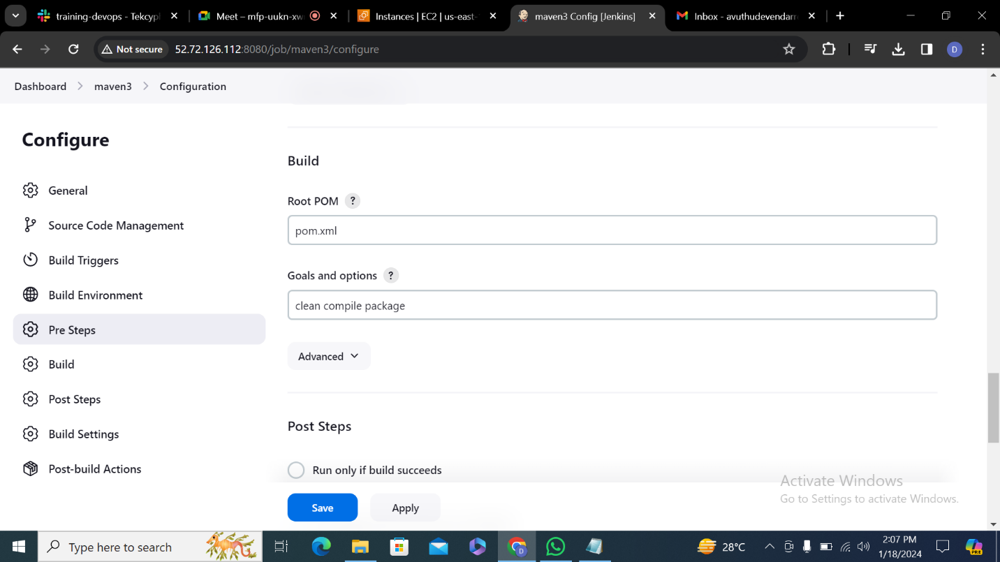 training-devops - Tekcypl
Meet – mfp-uukn-xw
Instances | EC2 | us-east-
maven3 Config [Jenkins]
Inbox - avuthudevendarr
Not secure
52.72.126.112:8080/job/maven3/configure
D
Dashboard
maven3
Configuration
Configure
General
Source Code Management
Build Triggers
Build Environment
Pre Steps
Build
Post Steps
Build Settings
Post-build Actions
Build
Root POM ?
pom.xml
Goals and options ?
clean compile package
Advanced
Post Steps
Run only if build succeeds
Save
Apply
Activate Windows
Go to Settings to activate Windows.
Type here to search
D
28°C
2:07 PM
1/18/2024
PRE